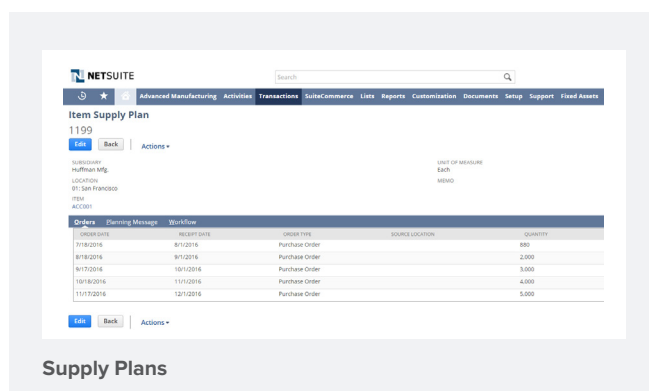 NETSUITE
Search
Advanced Manufacturing Activities Transactions SuiteCommerce Lists Reports Customization Documents Setup Support Fixed Assets
Item Supply Plan
1199
Edit Back Actions
SUBSIDIARY UNIT OF MEASURE
Huffman Mfg. Each
LOCATION MEMO
01: San Francisco
ITEM
ACC001
Orders Planning Message Workflow
ORDER DATE RECEIPT DATE ORDER TYPE SOURCE LOCATION QUANTITY
7/18/2016 8/1/2016 Purchase Order 880
8/18/2016 9/1/2016 Purchase Order 2,000
9/17/2016 10/1/2016 Purchase Order 3,000
10/18/2016 11/1/2016 Purchase Order 4,000
11/17/2016 12/1/2016 Purchase Order 5,000
Edit Back Actions
Supply Plans